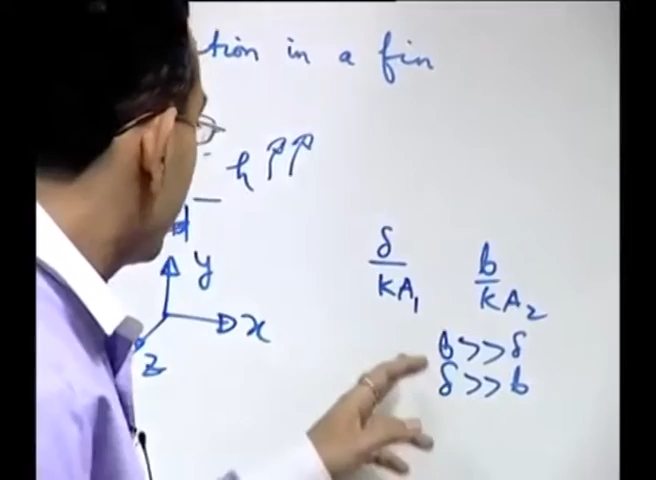 tion in a fin
h ↑↑
y
x
z
δ/kA₁ b/kA₂
b >> δ
δ >> b